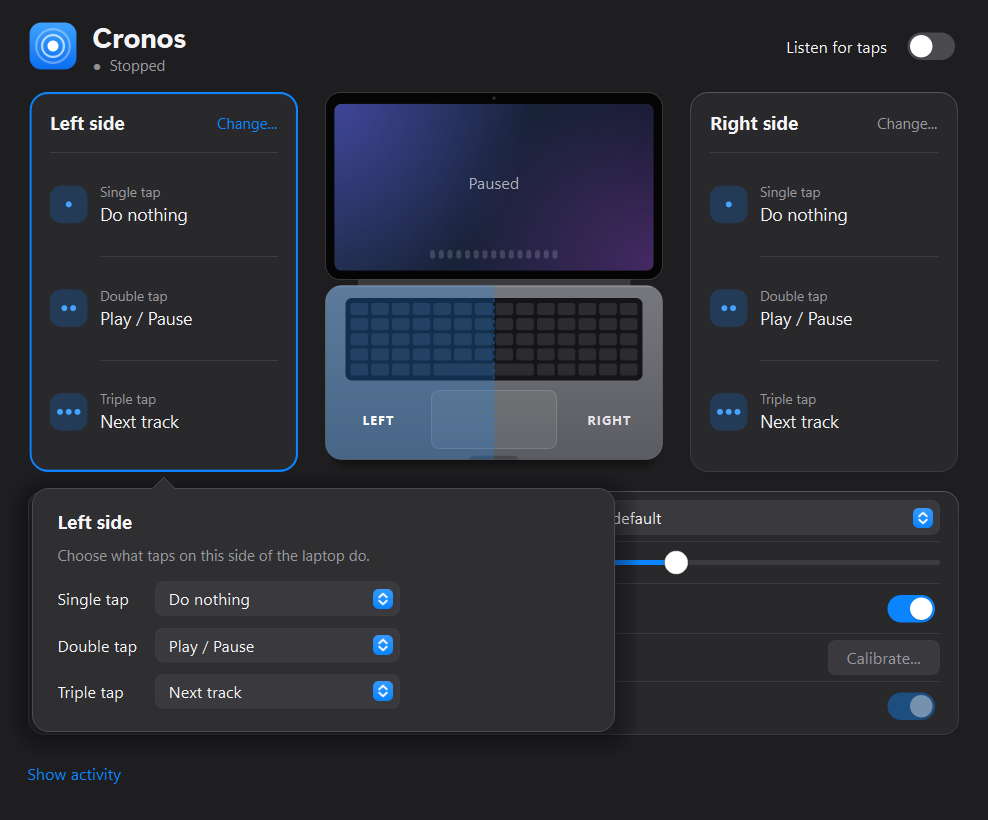 Cronos
Stopped
Listen for taps
Left side
Change...
Single tap
Do nothing
Double tap
Play / Pause
Triple tap
Next track
Paused
LEFT
RIGHT
Right side
Change...
Single tap
Do nothing
Double tap
Play / Pause
Triple tap
Next track
Left side
Choose what taps on this side of the laptop do.
Single tap
Do nothing
Double tap
Play / Pause
Triple tap
Next track
default
Calibrate...
Show activity